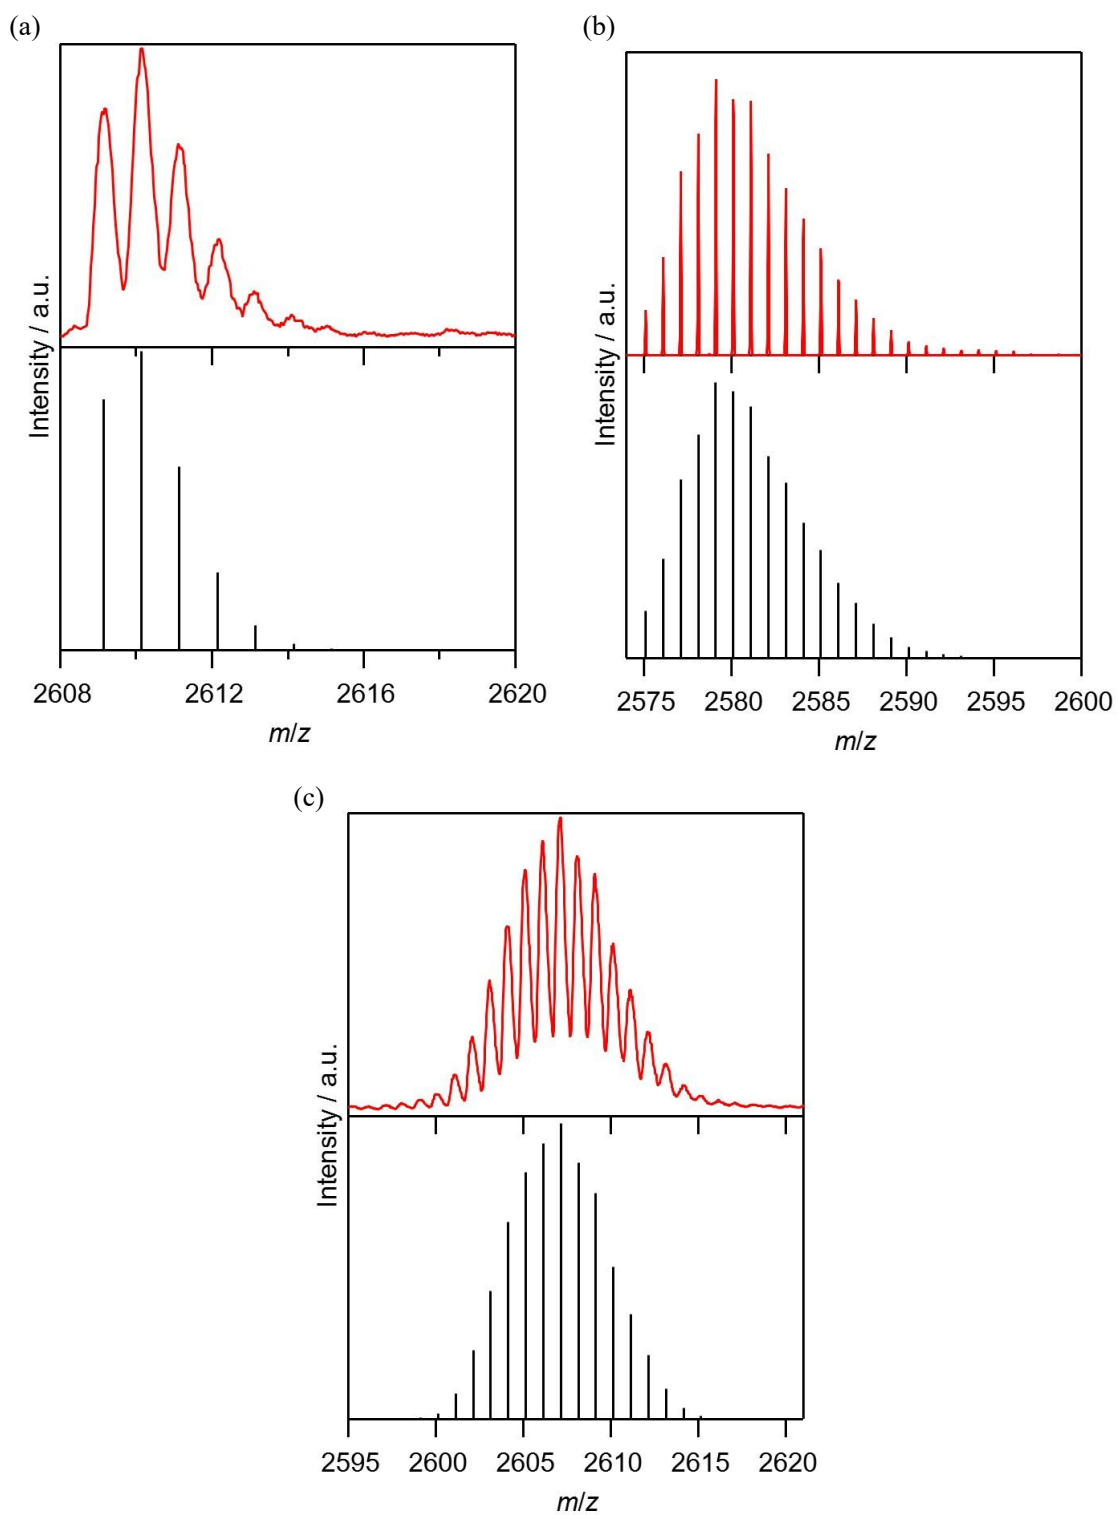 (a)
Intensity / a.u.
2608 2612 2616 2620
m/z
(b)
Intensity / a.u.
2575 2580 2585 2590 2595 2600
m/z
(c)
Intensity / a.u.
2595 2600 2605 2610 2615 2620
m/z